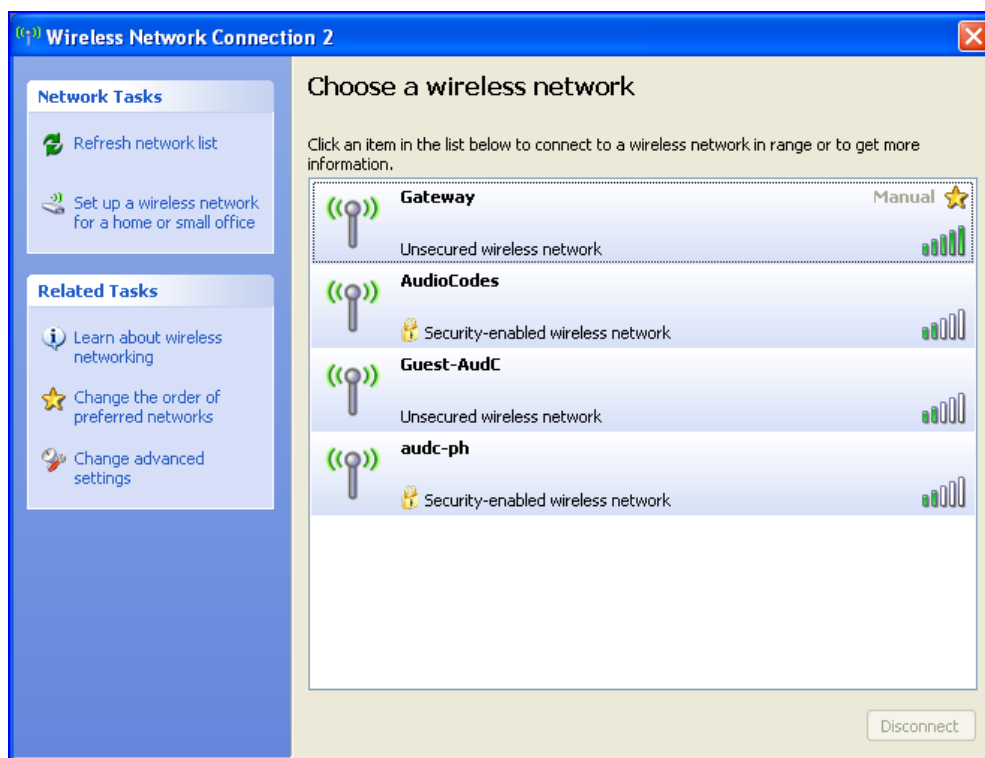 Wireless Network Connection 2
Network Tasks
Refresh network list
Set up a wireless network
for a home or small office
Related Tasks
Learn about wireless
networking
Change the order of
preferred networks
Change advanced
settings
Choose a wireless network
Click an item in the list below to connect to a wireless network in range or to get more
information.
Gateway Manual
Unsecured wireless network
AudioCodes
Security-enabled wireless network
Guest-AudC
Unsecured wireless network
audc-ph
Security-enabled wireless network
Disconnect